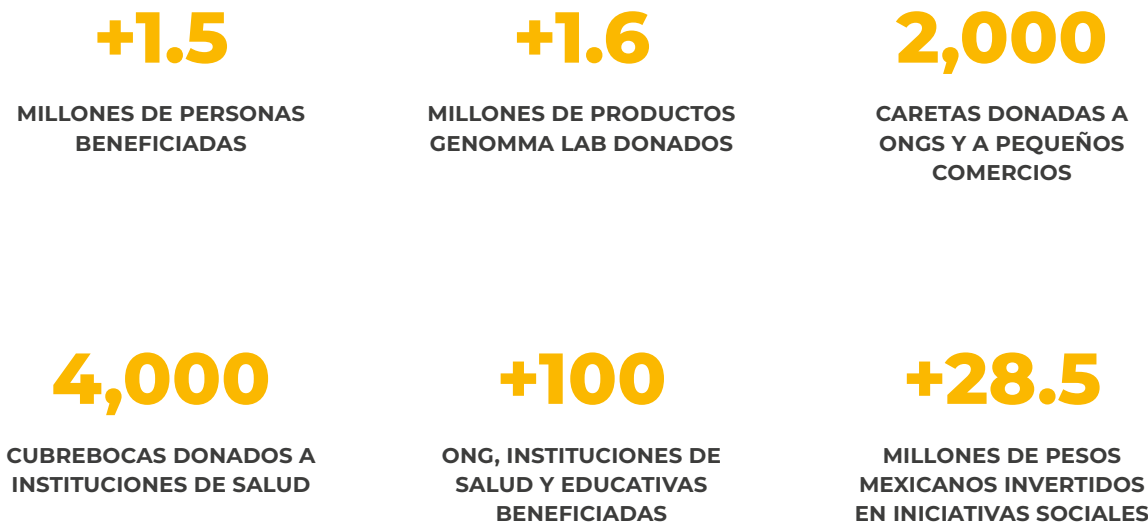 +1.5
MILLONES DE PERSONAS
BENEFICIADAS
+1.6
MILLONES DE PRODUCTOS
GENOMMA LAB DONADOS
2,000
CARETAS DONADAS A
ONGS Y A PEQUEÑOS
COMERCIOS
4,000
CUBREBOCAS DONADOS A
INSTITUCIONES DE SALUD
+100
ONG, INSTITUCIONES DE
SALUD Y EDUCATIVAS
BENEFICIADAS
+28.5
MILLONES DE PESOS
MEXICANOS INVERTIDOS
EN INICIATIVAS SOCIALES